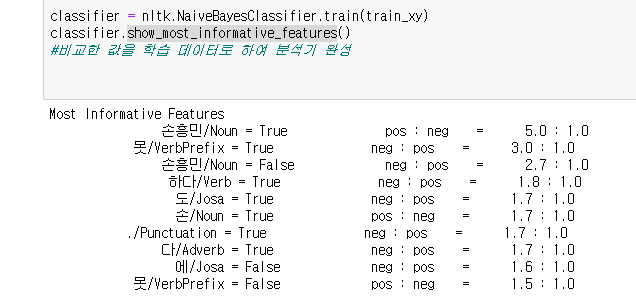 classifier = nltk.NaiveBayesClassifier.train(train_xy)
classifier.show_most_informative_features()
#비교한 값을 학습 데이터로 하여 분석기 완성
Most Informative Features
손흥민/Noun = True pos : neg = 5.0 : 1.0
못/VerbPrefix = True neg : pos = 3.0 : 1.0
손흥민/Noun = False neg : pos = 2.7 : 1.0
하다/Verb = True neg : pos = 1.8 : 1.0
도/Josa = True neg : pos = 1.7 : 1.0
손/Noun = True pos : neg = 1.7 : 1.0
./Punctuation = True neg : pos = 1.7 : 1.0
다/Adverb = True neg : pos = 1.7 : 1.0
에/Josa = False neg : pos = 1.6 : 1.0
못/VerbPrefix = False pos : neg = 1.5 : 1.0